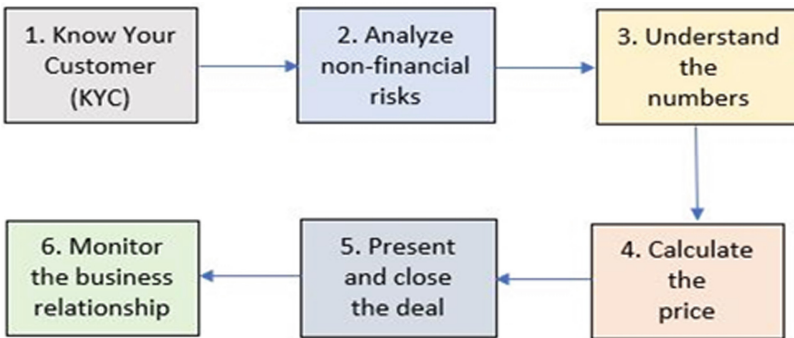 1. Know Your
Customer
(KYC)
2. Analyze
non-financial
risks
3. Understand
the
numbers
4. Calculate
the
price
5. Present
and close
the deal
6. Monitor
the business
relationship